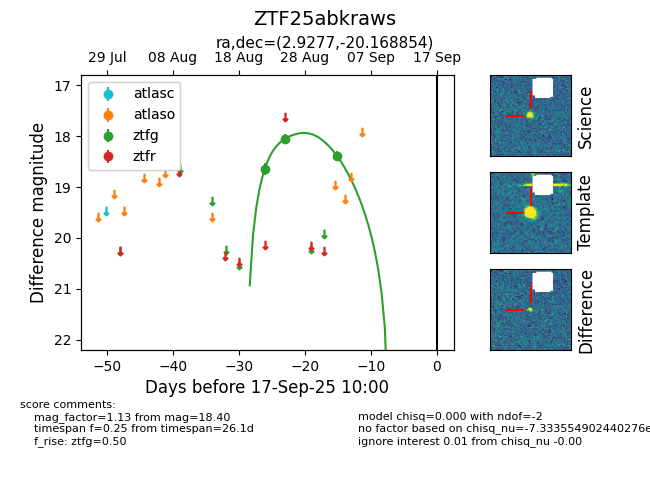 ZTF25abkraws
ra,dec=(2.9277,-20.168854)
29 Jul 08 Aug 18 Aug 28 Aug 07 Sep 17 Sep
atlasc
atlaso
ztfg
ztfr
17
18
19
20
21
22
Difference magnitude
−50 −40 −30 −20 −10 0
Days before 17-Sep-25 10:00
Science
Template
Difference
score comments:
mag_factor=1.13 from mag=18.40
timespan f=0.25 from timespan=26.1d
f_rise: ztfg=0.50
model chisq=0.000 with ndof=-2
no factor based on chisq_nu=-7.333554902440276e
ignore interest 0.01 from chisq_nu -0.00